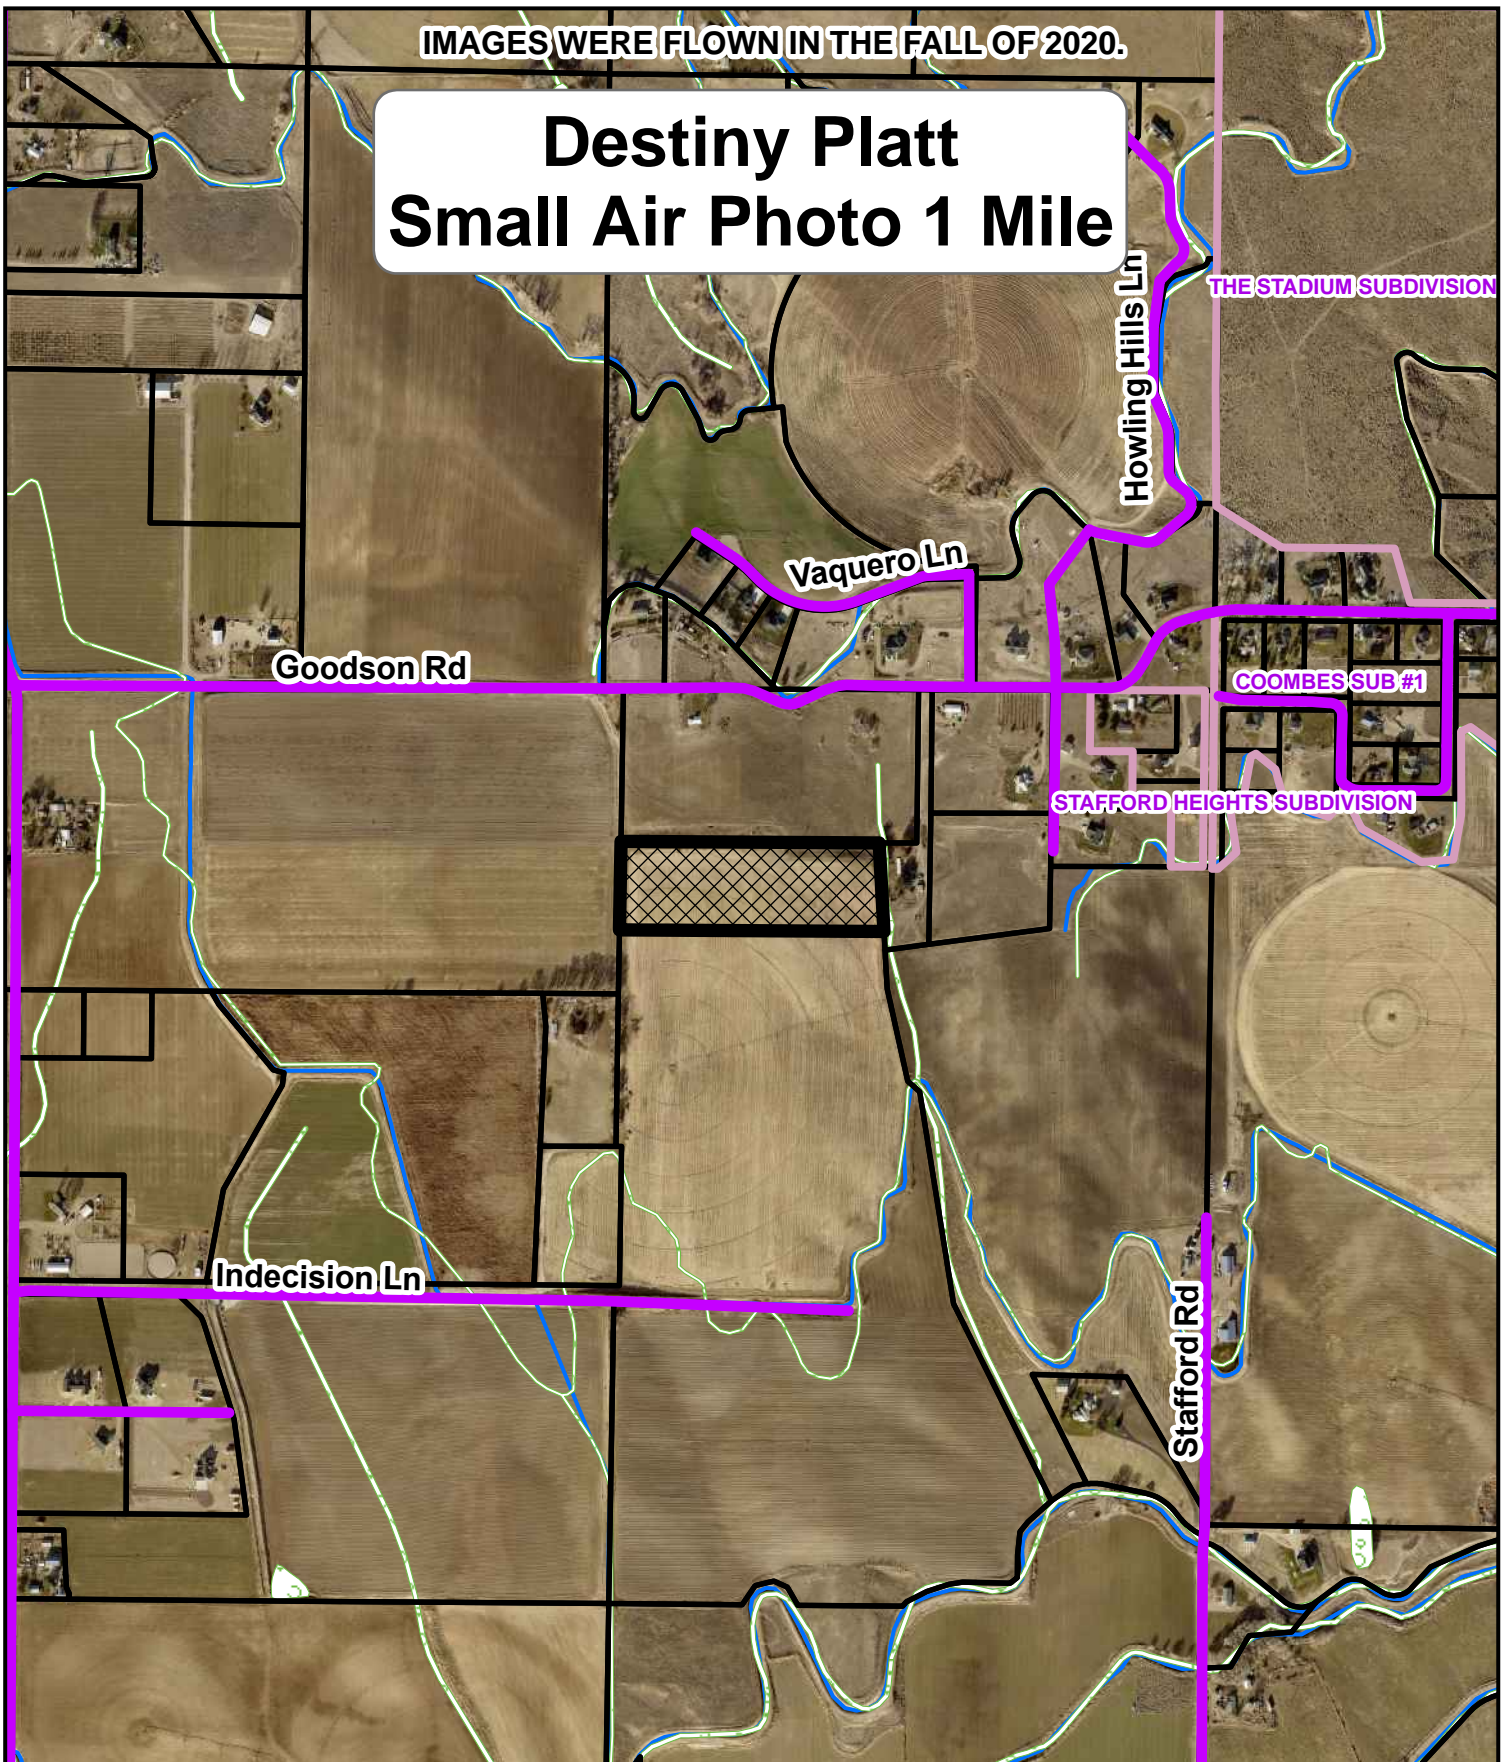 IMAGES WERE FLOWN IN THE FALL OF 2020.
Destiny Platt
Small Air Photo 1 Mile
THE STADIUM SUBDIVISION
Howling Hills Ln
Vaquero Ln
Goodson Rd
COOMBES SUB #1
STAFFORD HEIGHTS SUBDIVISION
Indecision Ln
Stafford Rd